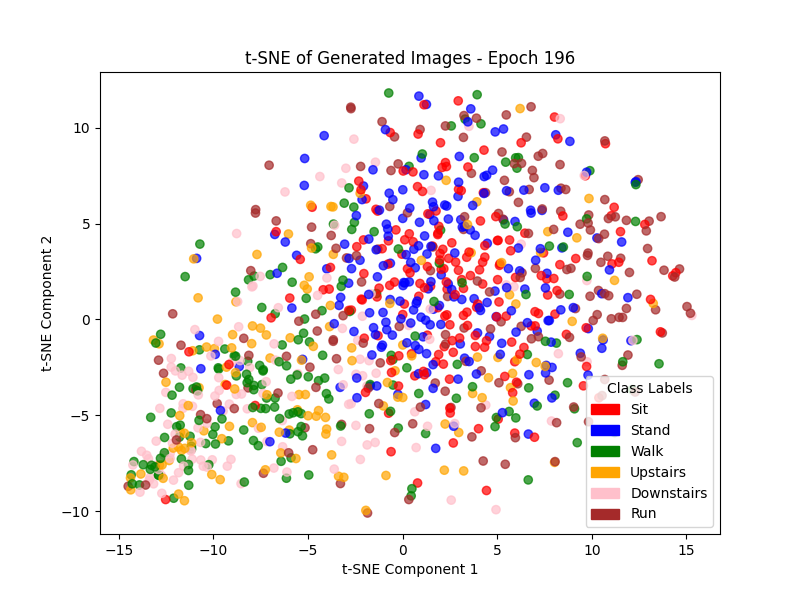 t-SNE of Generated Images - Epoch 196
t-SNE Component 2
10
5
0
−5
−10
Class Labels
Sit
Stand
Walk
Upstairs
Downstairs
Run
−15
−10
−5
0
5
10
15
t-SNE Component 1